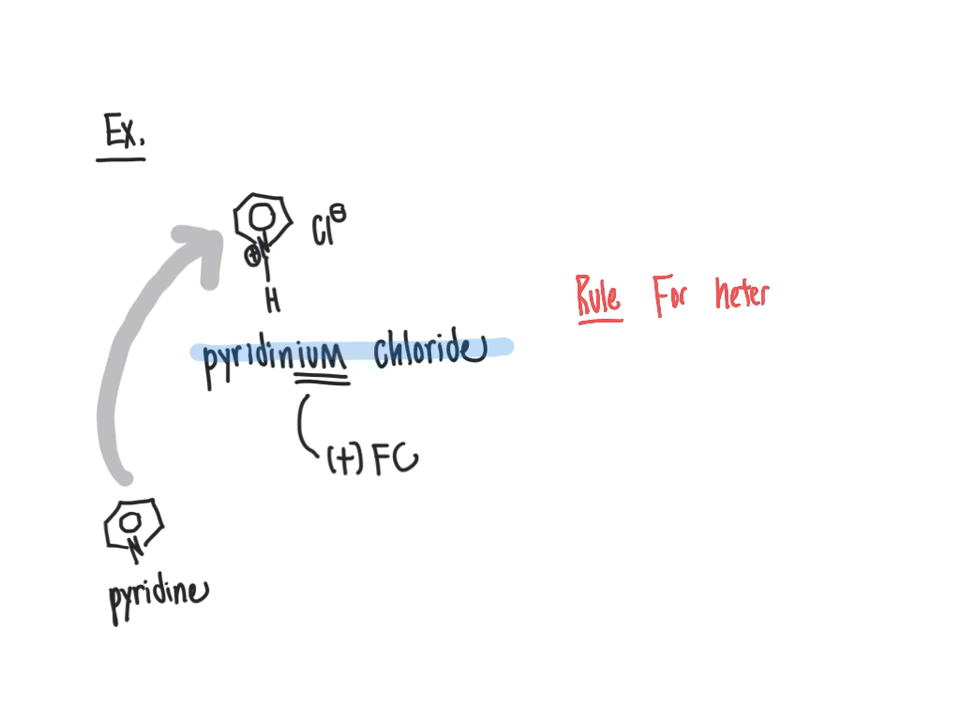 Ex.
N
⊕
H
Cl⊖
pyridinium chloride
(+) FC
N
pyridine
Rule For heter